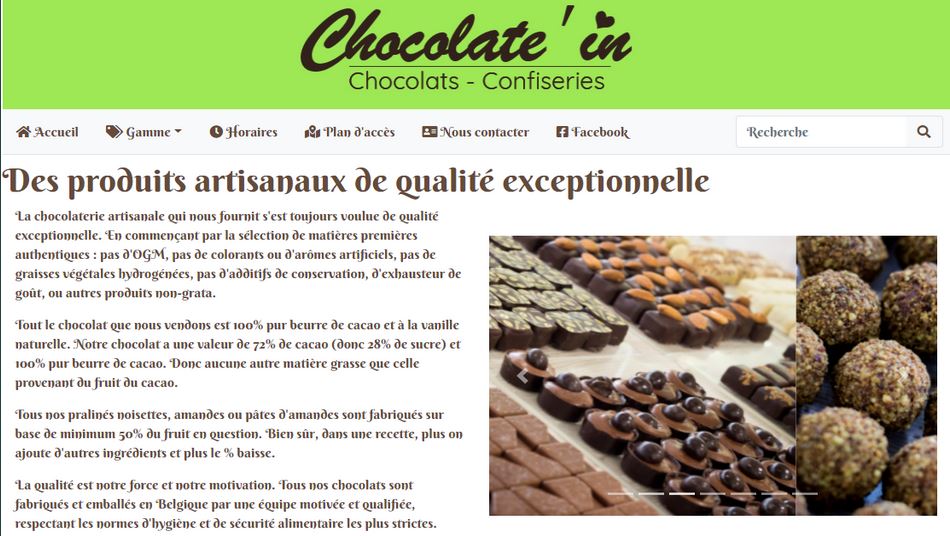 Chocolate'in
Chocolats - Confiseries
Accueil Gamme Horaires Plan d'accès Nous contacter Facebook Recherche
Des produits artisanaux de qualité exceptionnelle
La chocolaterie artisanale qui nous fournit s'est toujours voulue de qualité
exceptionnelle. En commençant par la sélection de matières premières
authentiques : pas d'OGM, pas de colorants ou d'arômes artificiels, pas de
graisses végétales hydrogénées, pas d'additifs de conservation, d'exhausteur de
goût, ou autres produits non-grata.
Tout le chocolat que nous vendons est 100% pur beurre de cacao et à la vanille
naturelle. Notre chocolat a une valeur de 72% de cacao (donc 28% de sucre) et
100% pur beurre de cacao. Donc aucune autre matière grasse que celle
provenant du fruit du cacao.
Tous nos pralinés noisettes, amandes ou pâtes d'amandes sont fabriqués sur
base de minimum 50% du fruit en question. Bien sûr, dans une recette, plus on
ajoute d'autres ingrédients et plus le % baisse.
La qualité est notre force et notre motivation. Tous nos chocolats sont
fabriqués et emballés en Belgique par une équipe motivée et qualifiée,
respectant les normes d'hygiène et de sécurité alimentaire les plus strictes.